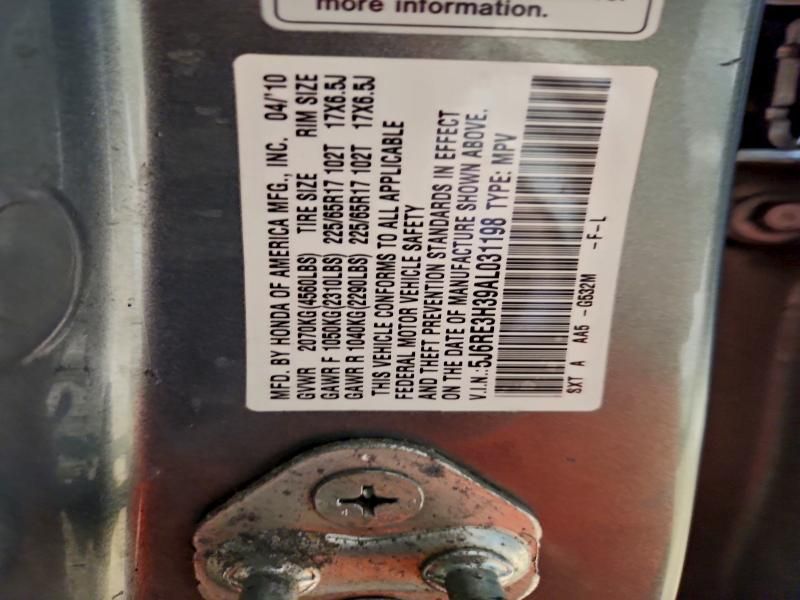 more information.
MFD. BY HONDA OF AMERICA MFG., INC. 04/'10
GVWR 2070KG(4560LBS) TIRE SIZE RIM SIZE
GAWR F 1050KG(2310LBS) 225/65R17 102T 17X6.5J
GAWR R 1040KG(2290LBS) 225/65R17 102T 17X6.5J
THIS VEHICLE CONFORMS TO ALL APPLICABLE
FEDERAL MOTOR VEHICLE SAFETY
AND THEFT PREVENTION STANDARDS IN EFFECT
ON THE DATE OF MANUFACTURE SHOWN ABOVE.
V.I.N.: 5J6RE3H39AL031198 TYPE: MPV
SXT A AA5 -G532M -F-L